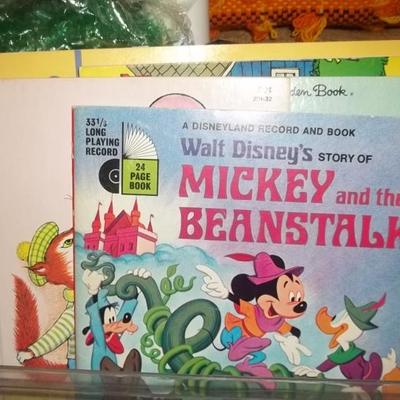 den Book®
33⅓
LONG
PLAYING
RECORD
24
PAGE
BOOK
A DISNEYLAND RECORD AND BOOK
Walt Disney's STORY OF
MICKEY and the
BEANSTALK